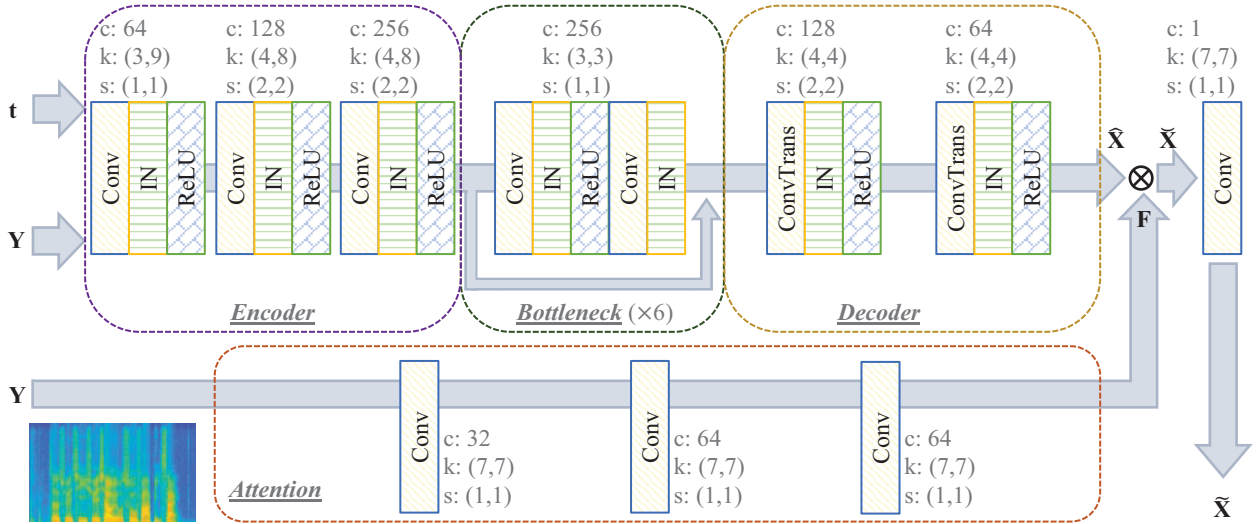 c: 64
k: (3,9)
s: (1,1)
c: 128
k: (4,8)
s: (2,2)
c: 256
k: (4,8)
s: (2,2)
c: 256
k: (3,3)
s: (1,1)
c: 128
k: (4,4)
s: (2,2)
c: 64
k: (4,4)
s: (2,2)
c: 1
k: (7,7)
s: (1,1)
t
Y
Conv
IN
ReLU
Conv
IN
ReLU
Conv
IN
ReLU
Conv
IN
ReLU
Conv
IN
ConvTrans
IN
ReLU
ConvTrans
IN
ReLU
X̂
⊗
F
X̆
Conv
Encoder
Bottleneck (×6)
Decoder
Y
Conv
c: 32
k: (7,7)
s: (1,1)
Conv
c: 64
k: (7,7)
s: (1,1)
Conv
c: 64
k: (7,7)
s: (1,1)
Attention
X̃